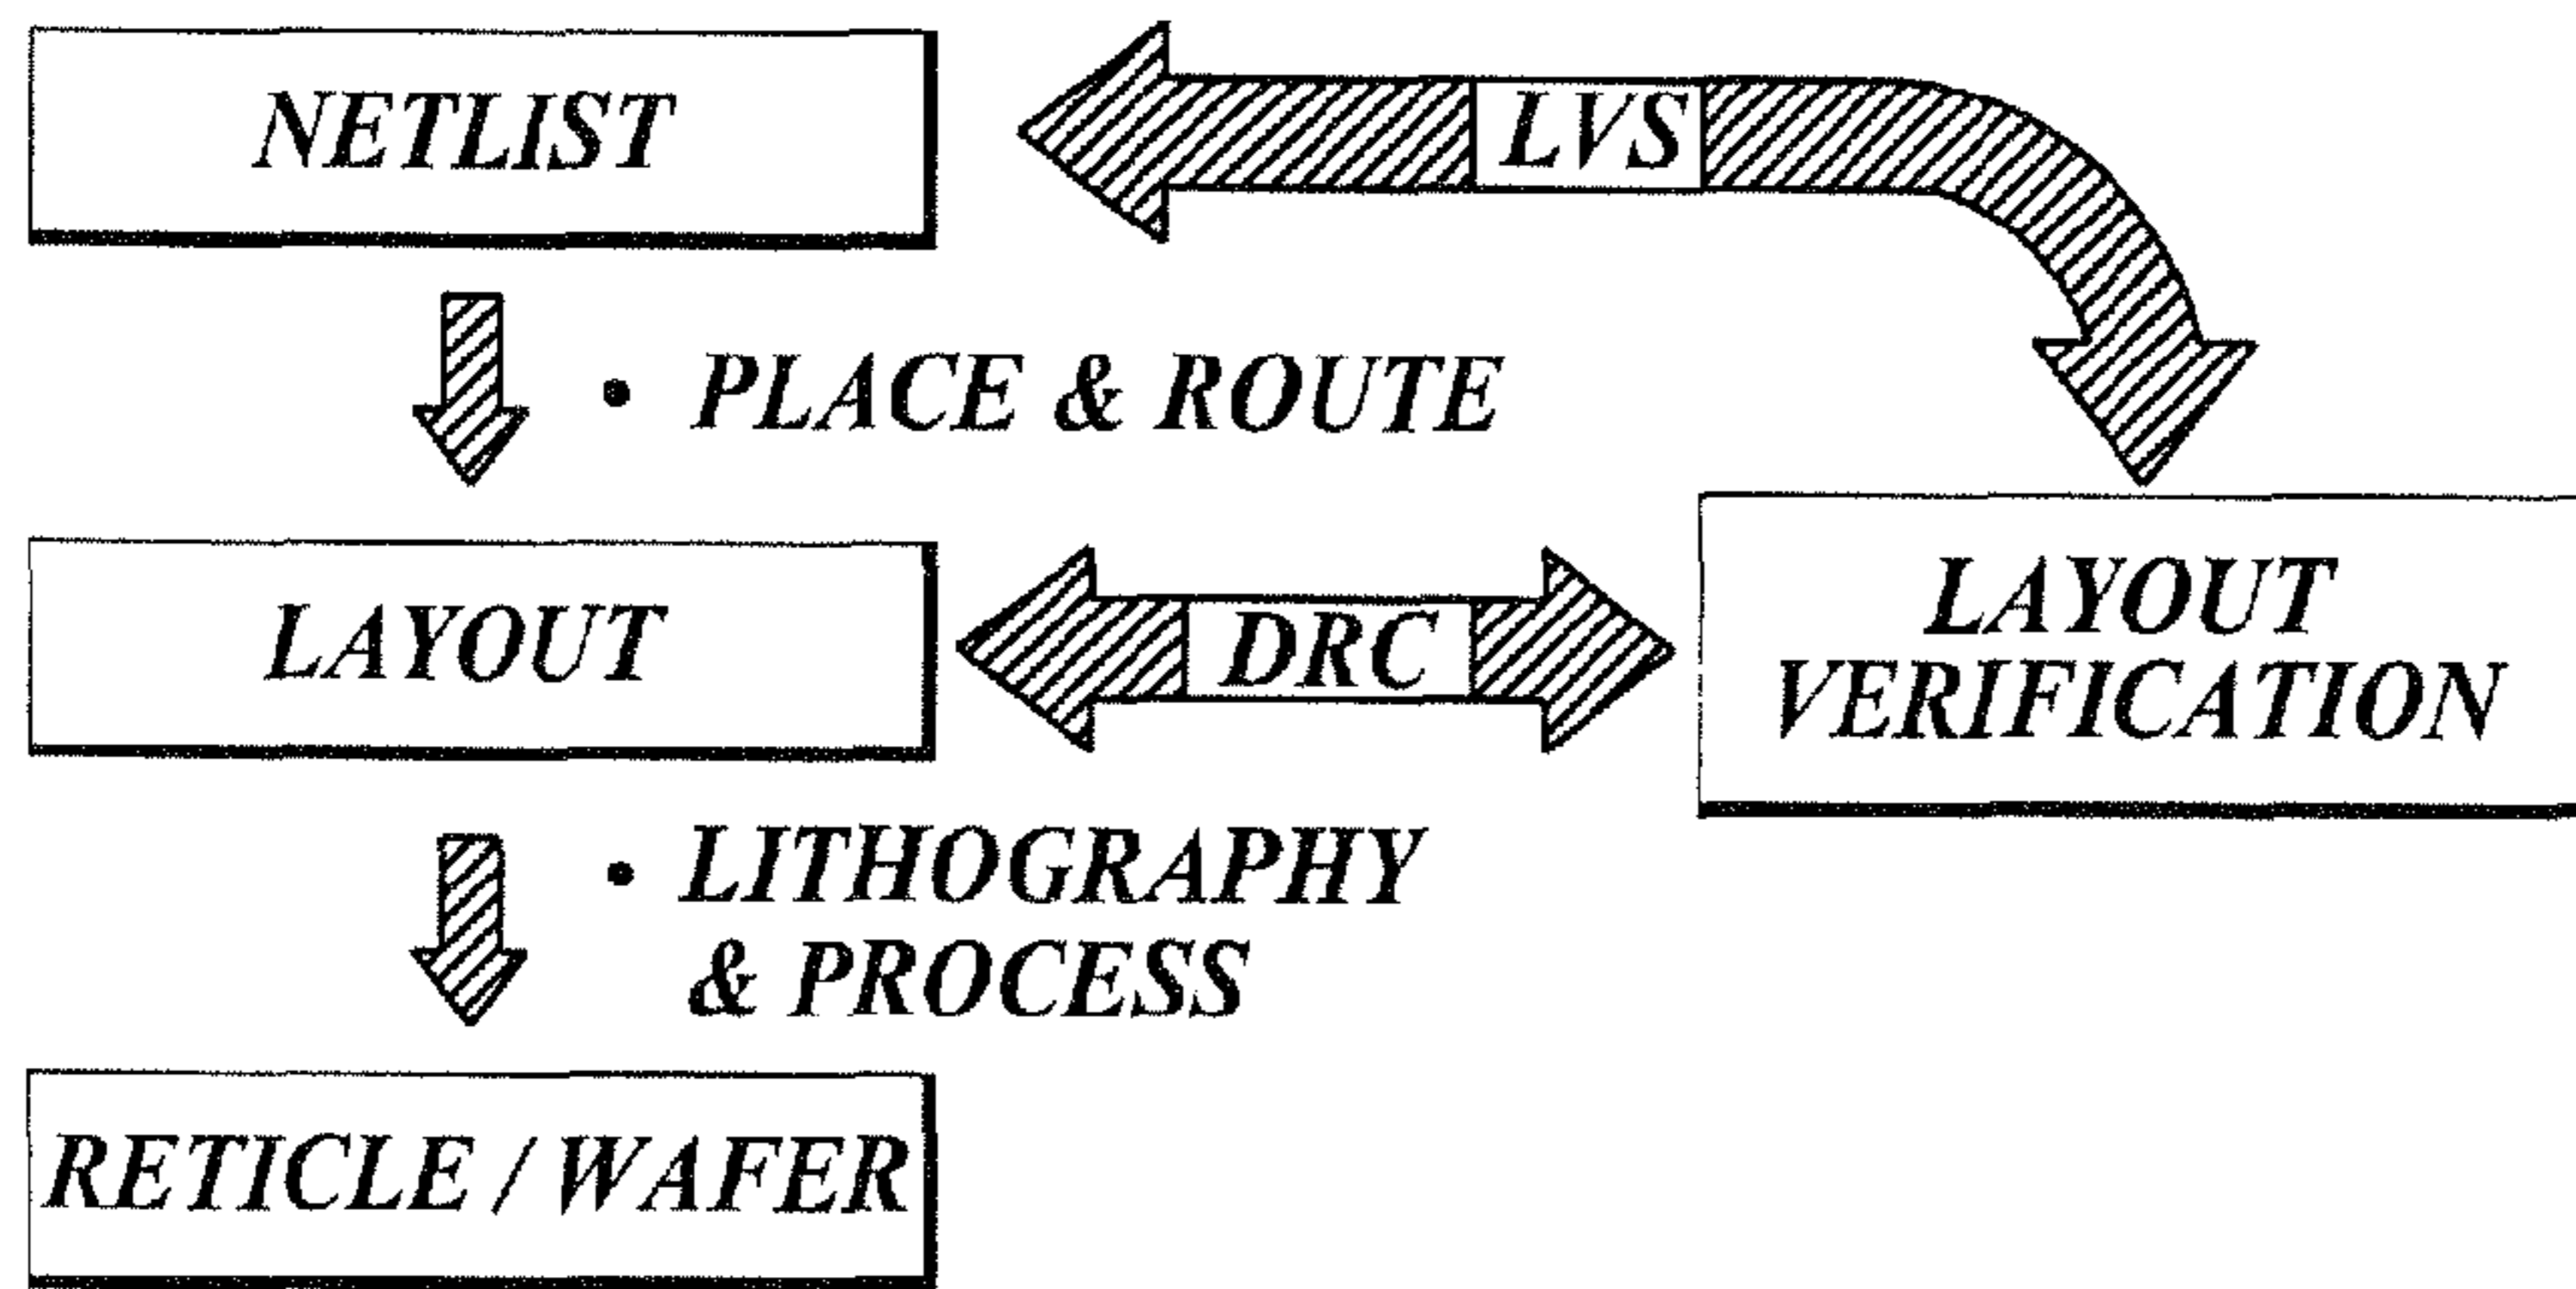 NETLIST
LVS
• PLACE & ROUTE
LAYOUT
DRC
LAYOUT
VERIFICATION
• LITHOGRAPHY
& PROCESS
RETICLE / WAFER